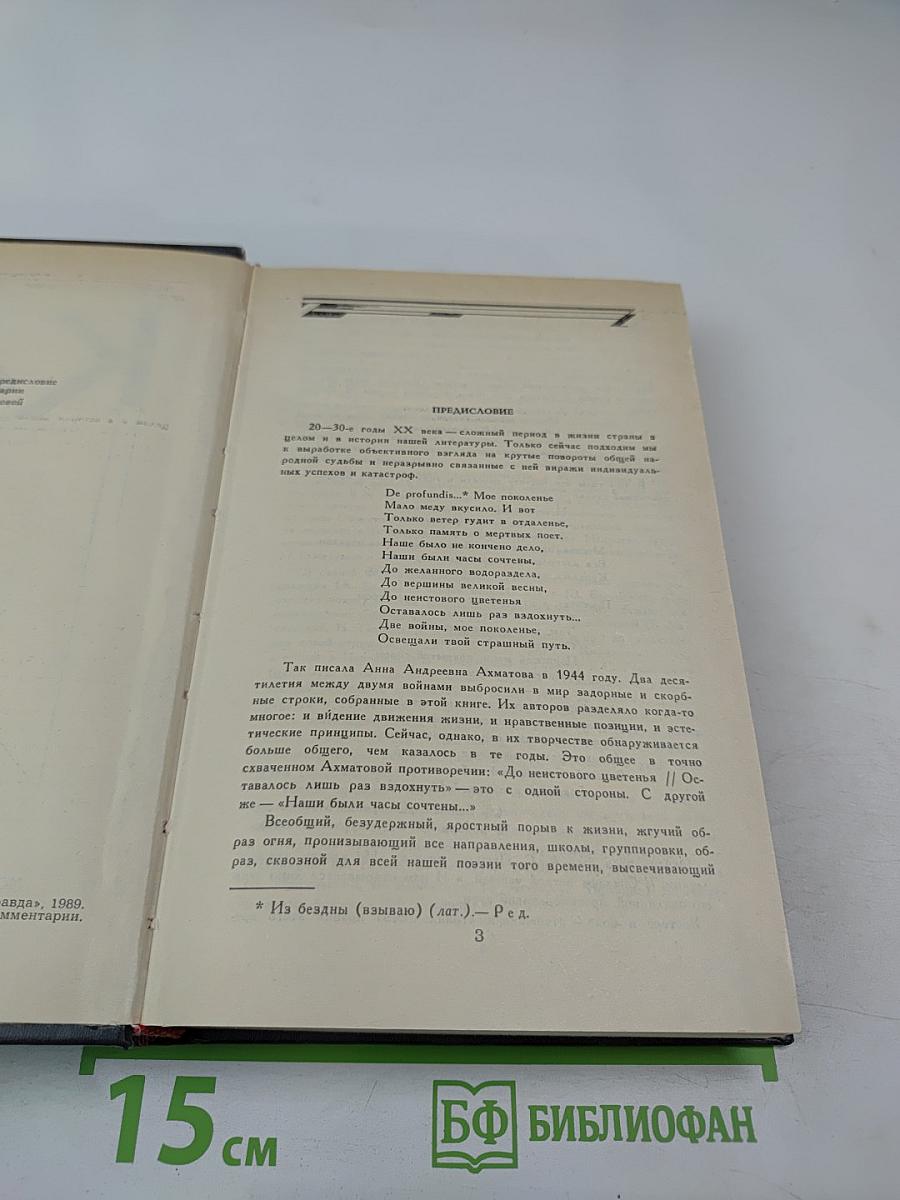 редисловие
арии
овой
авда», 1989.
мментарии.
ПРЕДИСЛОВИЕ
20—30-е годы XX века — сложный период в жизни страны в
целом и в истории нашей литературы. Только сейчас подходим мы
к выработке объективного взгляда на крутые повороты общей на-
родной судьбы и неразрывно связанные с ней виражи индивидуаль-
ных успехов и катастроф.
De profundis...* Мое поколенье
Мало меду вкусило. И вот
Только ветер гудит в отдаленье,
Только память о мертвых поет.
Наше было не кончено дело,
Наши были часы сочтены,
До желанного водораздела,
До вершины великой весны,
До неистового цветенья
Оставалось лишь раз вздохнуть...
Две войны, мое поколенье,
Освещали твой страшный путь.
Так писала Анна Андреевна Ахматова в 1944 году. Два деся-
тилетия между двумя войнами выбросили в мир задорные и скорб-
ные строки, собранные в этой книге. Их авторов разделяло когда-то
многое: и ви́дение движения жизни, и нравственные позиции, и эсте-
тические принципы. Сейчас, однако, в их творчестве обнаруживается
больше общего, чем казалось в те годы. Это общее в точно
схваченном Ахматовой противоречии: «До неистового цветенья // Ос-
тавалось лишь раз вздохнуть» — это с одной стороны. С другой
же — «Наши были часы сочтены...»
Всеобщий, безудержный, яростный порыв к жизни, жгучий об-
раз огня, пронизывающий все направления, школы, группировки, об-
раз, сквозной для всей нашей поэзии того времени, высвечивающий
* Из бездны (взываю) (лат.).— Ред.
3
15 см
БФ БИБЛИОФАН